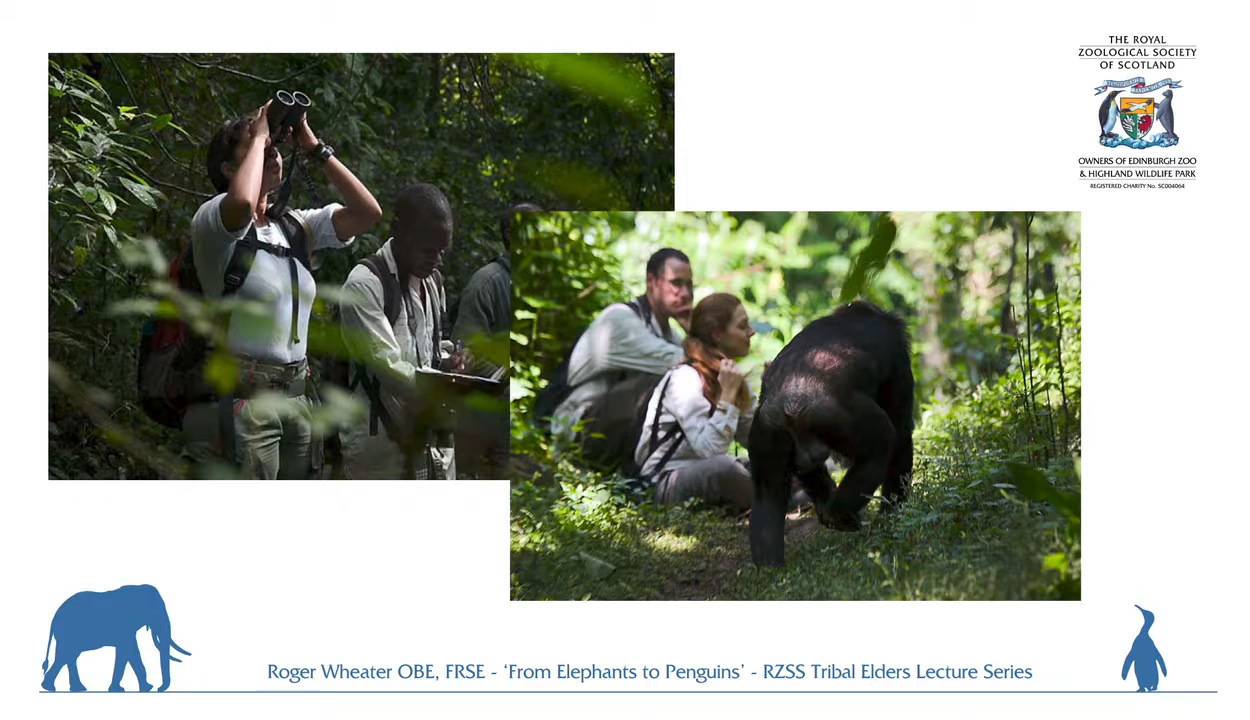 THE ROYAL
ZOOLOGICAL SOCIETY
OF SCOTLAND
OWNERS OF EDINBURGH ZOO
& HIGHLAND WILDLIFE PARK
REGISTERED CHARITY No. SC004064
Roger Wheater OBE, FRSE - ‘From Elephants to Penguins’ - RZSS Tribal Elders Lecture Series